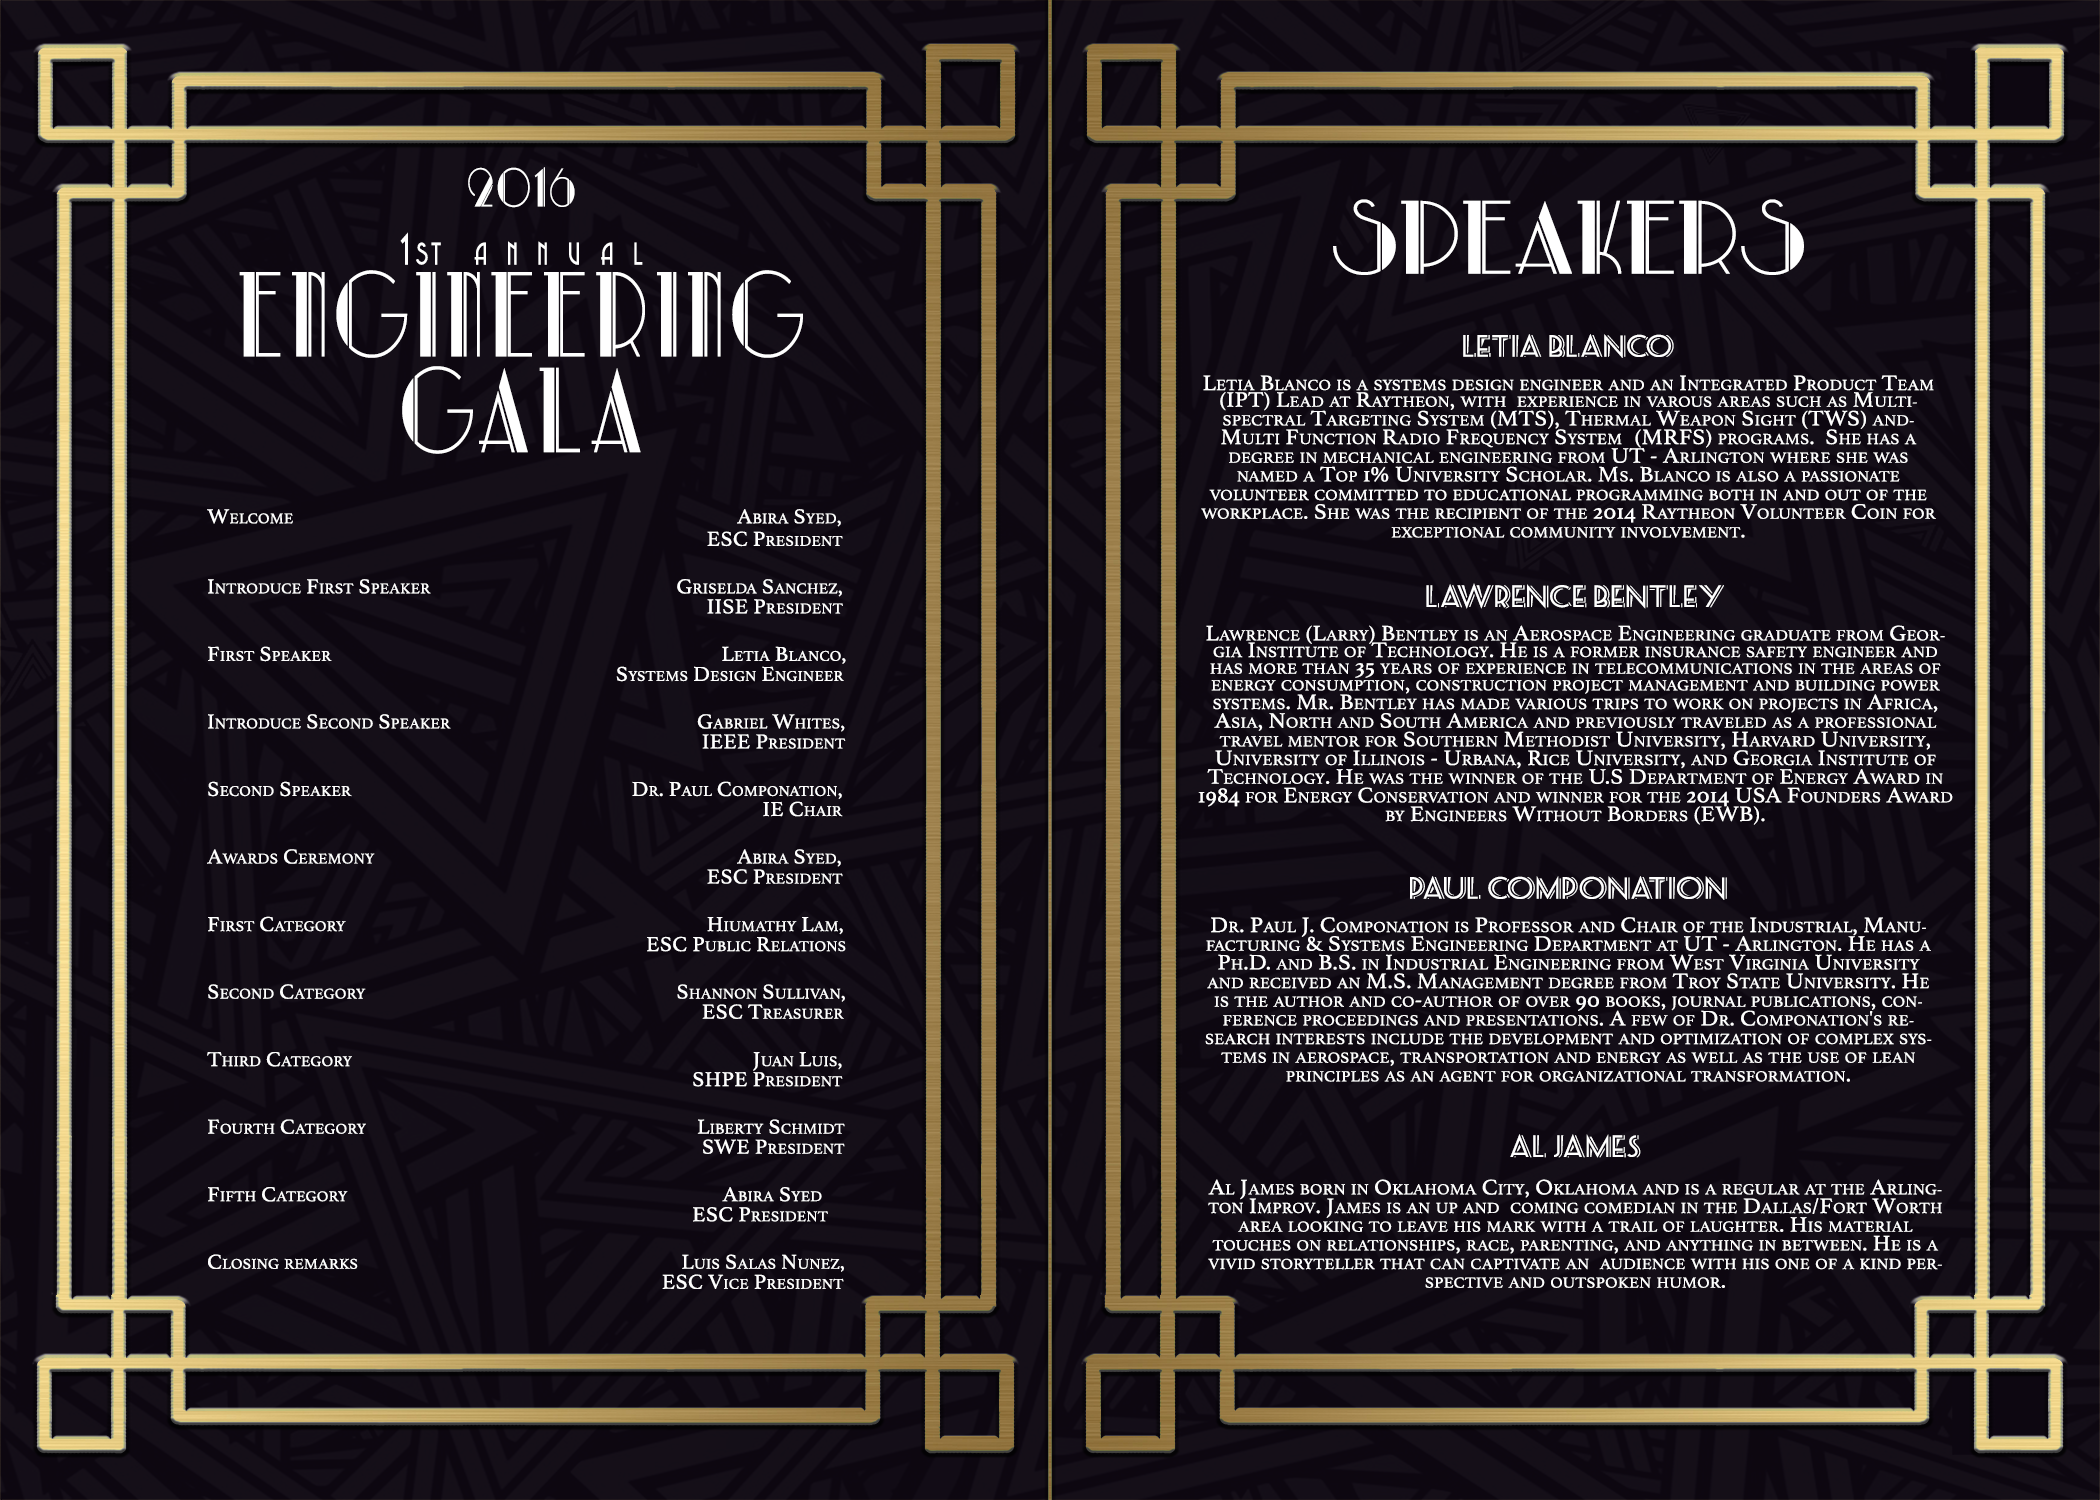 2016
1ST ANNUAL
ENGINEERING
GALA
Welcome Abira Syed,
ESC President
Introduce First Speaker Griselda Sanchez,
IISE President
First Speaker Letia Blanco,
Systems Design Engineer
Introduce Second Speaker Gabriel Whites,
IEEE President
Second Speaker Dr. Paul Componation,
IE Chair
Awards Ceremony Abira Syed,
ESC President
First Category Hiumathy Lam,
ESC Public Relations
Second Category Shannon Sullivan,
ESC Treasurer
Third Category Juan Luis,
SHPE President
Fourth Category Liberty Schmidt
SWE President
Fifth Category Abira Syed
ESC President
Closing remarks Luis Salas Nunez,
ESC Vice President
SPEAKERS
LETIA BLANCO
Letia Blanco is a systems design engineer and an Integrated Product Team
(IPT) Lead at Raytheon, with experience in varous areas such as Multi-
spectral Targeting System (MTS), Thermal Weapon Sight (TWS) and-
Multi Function Radio Frequency System (MRFS) programs. She has a
degree in mechanical engineering from UT - Arlington where she was
named a Top 1% University Scholar. Ms. Blanco is also a passionate
volunteer committed to educational programming both in and out of the
workplace. She was the recipient of the 2014 Raytheon Volunteer Coin for
exceptional community involvement.
LAWRENCE BENTLEY
Lawrence (Larry) Bentley is an Aerospace Engineering graduate from Geor-
gia Institute of Technology. He is a former insurance safety engineer and
has more than 35 years of experience in telecommunications in the areas of
energy consumption, construction project management and building power
systems. Mr. Bentley has made various trips to work on projects in Africa,
Asia, North and South America and previously traveled as a professional
travel mentor for Southern Methodist University, Harvard University,
University of Illinois - Urbana, Rice University, and Georgia Institute of
Technology. He was the winner of the U.S Department of Energy Award in
1984 for Energy Conservation and winner for the 2014 USA Founders Award
by Engineers Without Borders (EWB).
PAUL COMPONATION
Dr. Paul J. Componation is Professor and Chair of the Industrial, Manu-
facturing & Systems Engineering Department at UT - Arlington. He has a
Ph.D. and B.S. in Industrial Engineering from West Virginia University
and received an M.S. Management degree from Troy State University. He
is the author and co-author of over 90 books, journal publications, con-
ference proceedings and presentations. A few of Dr. Componation's re-
search interests include the development and optimization of complex sys-
tems in aerospace, transportation and energy as well as the use of lean
principles as an agent for organizational transformation.
AL JAMES
Al James born in Oklahoma City, Oklahoma and is a regular at the Arling-
ton Improv. James is an up and coming comedian in the Dallas/Fort Worth
area looking to leave his mark with a trail of laughter. His material
touches on relationships, race, parenting, and anything in between. He is a
vivid storyteller that can captivate an audience with his one of a kind per-
spective and outspoken humor.